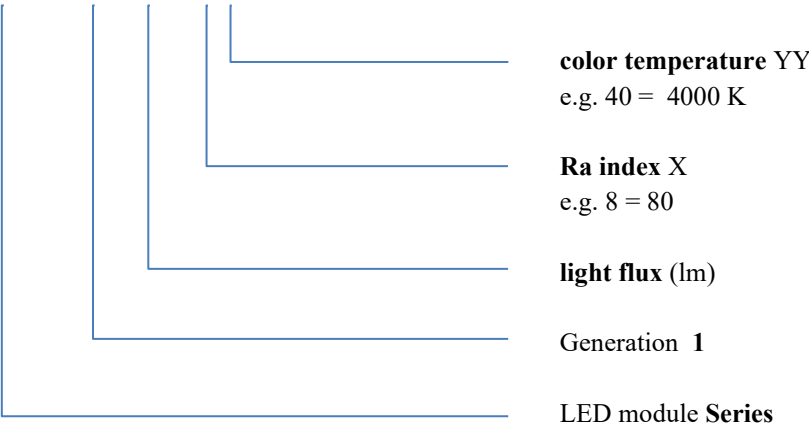 color temperature YY
e.g. 40 = 4000 K
Ra index X
e.g. 8 = 80
light flux (lm)
Generation 1
LED module Series